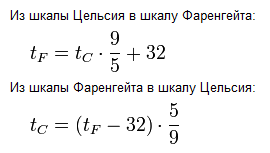 Из шкалы Цельсия в шкалу Фаренгейта:
t_F = t_C · 9/5 + 32
Из шкалы Фаренгейта в шкалу Цельсия:
t_C = (t_F − 32) · 5/9